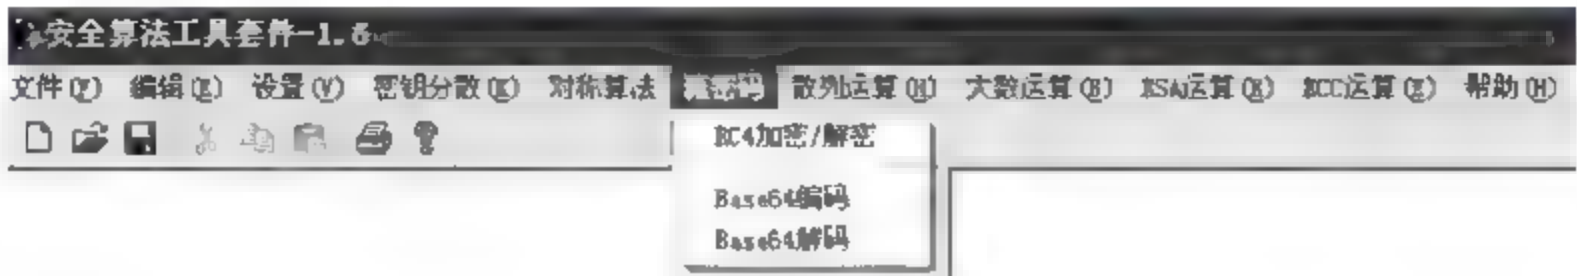 安全算法工具套件-1.6
文件(F) 编辑(E) 设置(V) 密钥分散(K) 对称算法 流密码 散列运算(H) 大数运算(B) RSA运算(R) ECC运算(E) 帮助(H)
RC4加密/解密
Base64编码
Base64解码